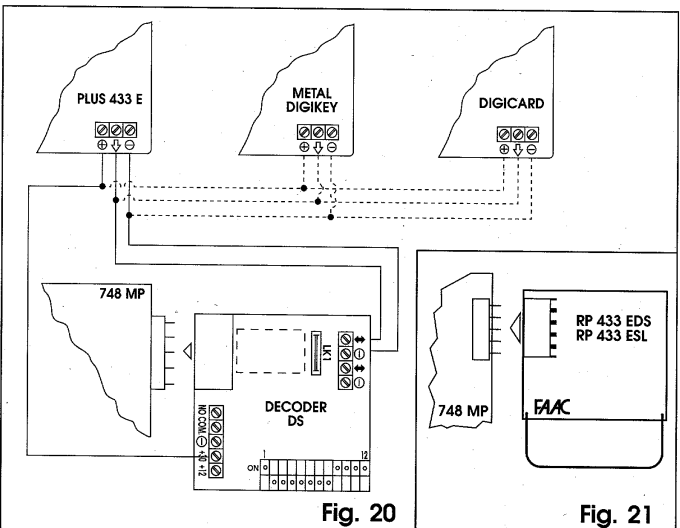 PLUS 433 E
METAL
DIGIKEY
DIGICARD
⊕ ⇩ ⊖
⊕ ⇩ ⊖
⊕ ⇩ ⊖
748 MP
LK1
DECODER
DS
NO COM ⊖ +30 +12
ON 1 12
Fig. 20
RP 433 EDS
RP 433 ESL
FAAC
748 MP
Fig. 21